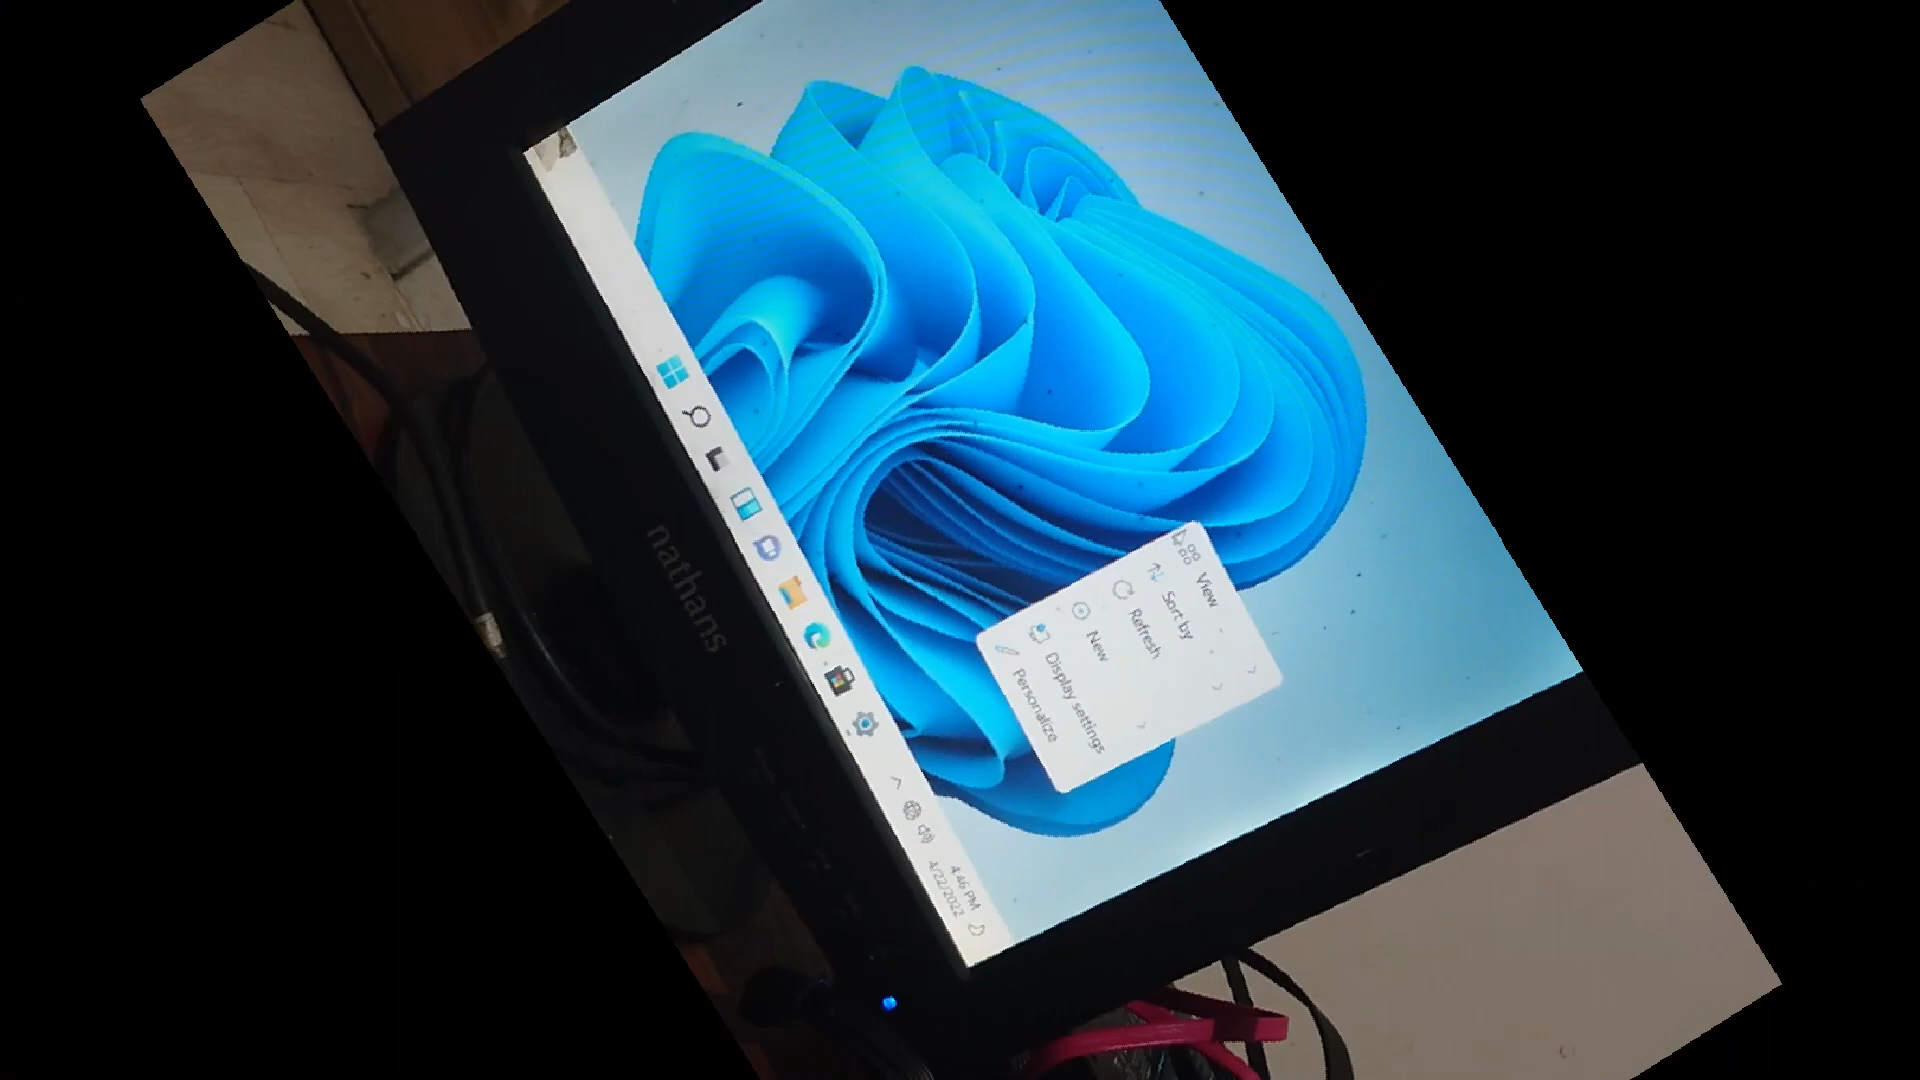 View
Sort by
Refresh
New
Display settings
Personalize
4:46 PM
4/22/2022
nathans